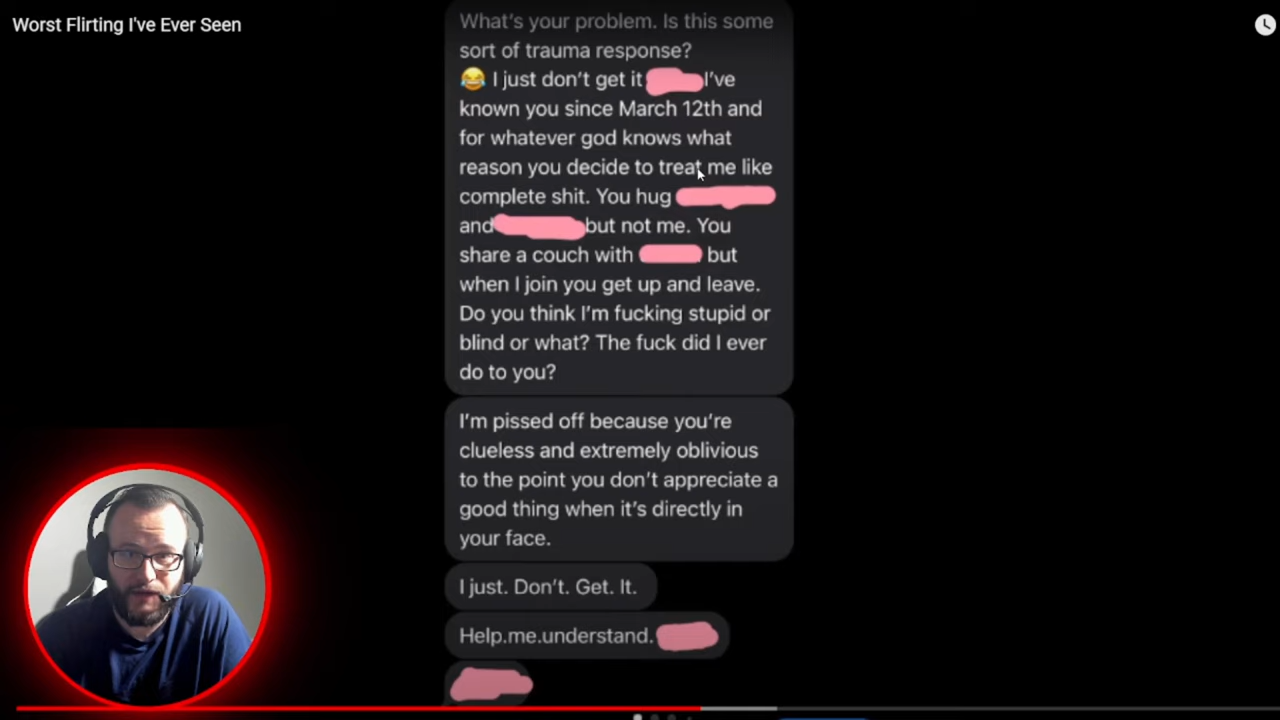 Worst Flirting I've Ever Seen
What's your problem. Is this some
sort of trauma response?
😂 I just don't get it I've
known you since March 12th and
for whatever god knows what
reason you decide to treat me like
complete shit. You hug
and but not me. You
share a couch with but
when I join you get up and leave.
Do you think I'm fucking stupid or
blind or what? The fuck did I ever
do to you?
I'm pissed off because you're
clueless and extremely oblivious
to the point you don't appreciate a
good thing when it's directly in
your face.
I just. Don't. Get. It.
Help.me.understand.